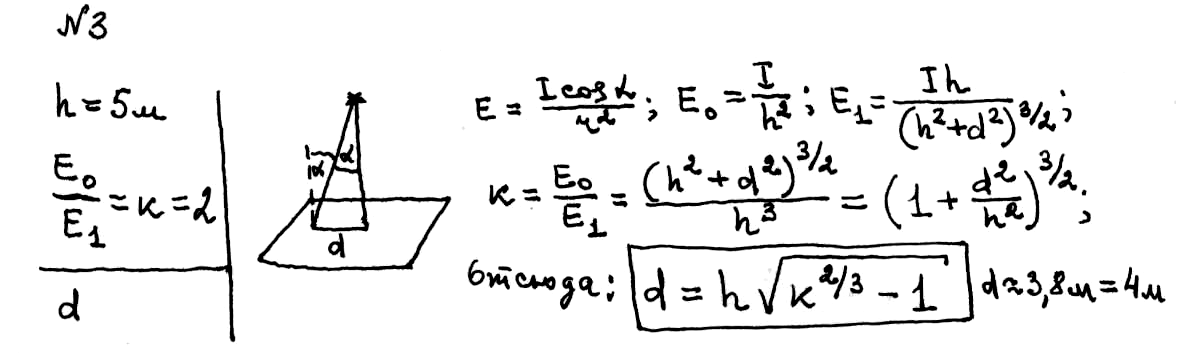 №3
h = 5м
E₀/E₁ = к = 2
d
α
α
d
E = I cos α / r²; E₀ = I / h²; E₁ = Ih / (h² + d²)^3/2;
к = E₀/E₁ = (h² + d²)^3/2 / h³ = (1 + d²/h²)^3/2;
Отсюда: d = h√(к^2/3 − 1) d ≈ 3,8м = 4м